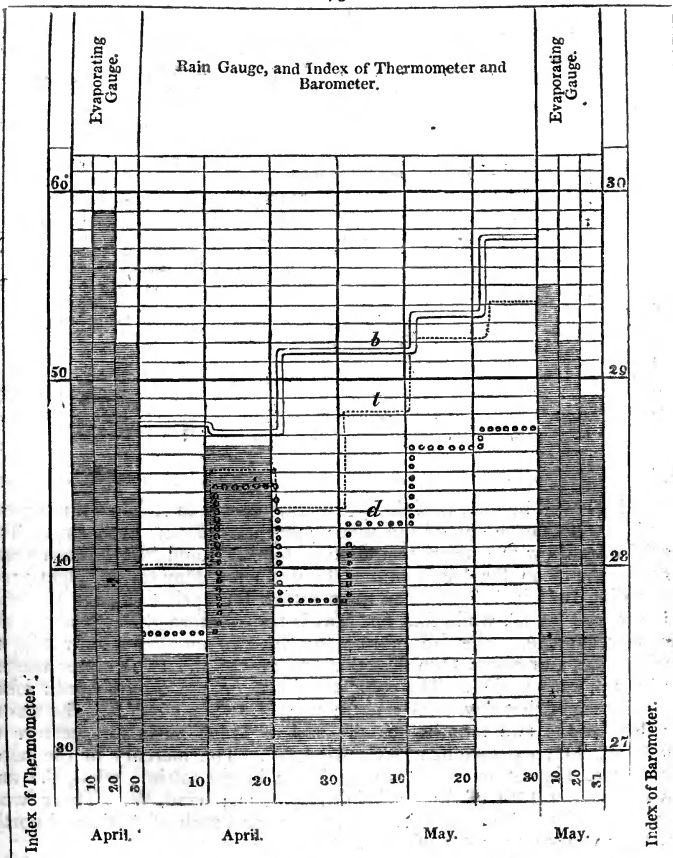 Evaporating
Gauge.
Rain Gauge, and Index of Thermometer and
Barometer.
Evaporating
Gauge.
60
30
b
50
29
t
d
40
28
30
27
Index of Thermometer.
10
20
30
10
20
30
10
20
30
10
20
31
Index of Barometer.
April.
April.
May.
May.